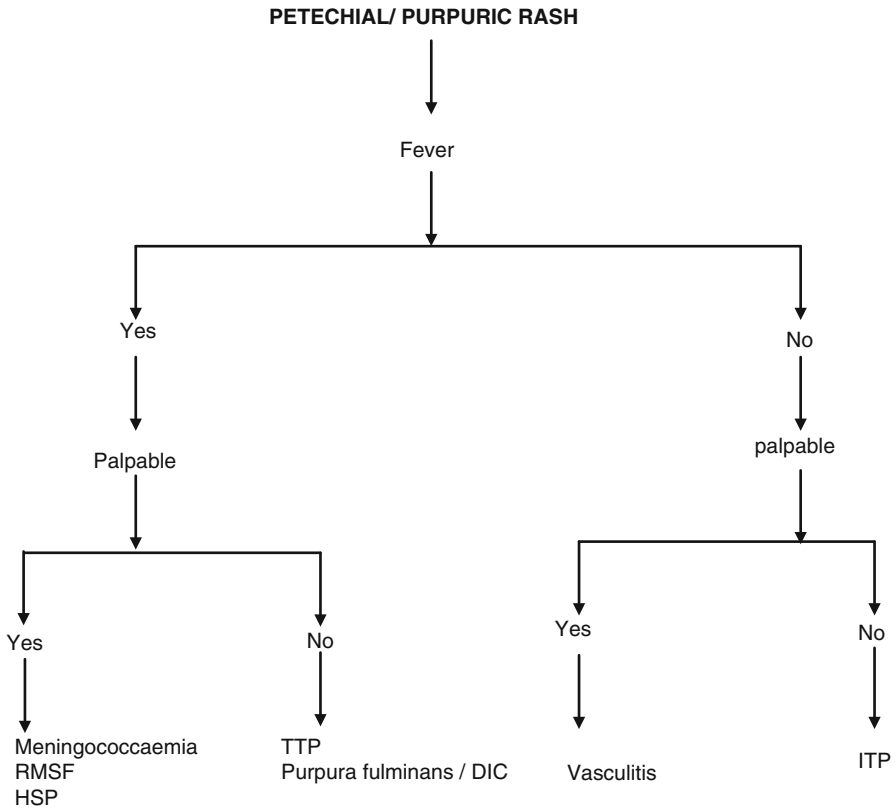 PETECHIAL/ PURPURIC RASH
Fever
Yes
No
Palpable
palpable
Yes
No
Yes
No
Meningococcaemia
RMSF
HSP
TTP
Purpura fulminans / DIC
Vasculitis
ITP